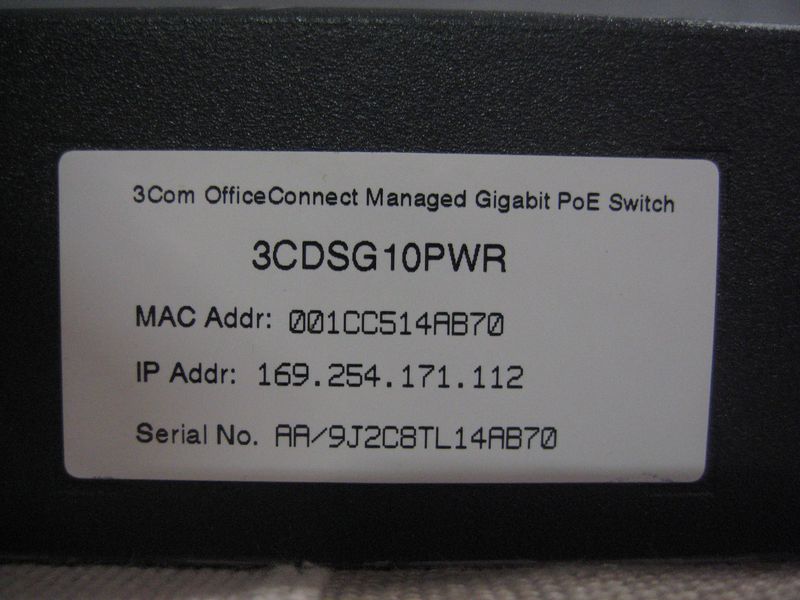 3Com OfficeConnect Managed Gigabit PoE Switch
3CDSG10PWR
MAC Addr: 001CC514AB70
IP Addr: 169.254.171.112
Serial No. AA/9J2C8TL14AB70